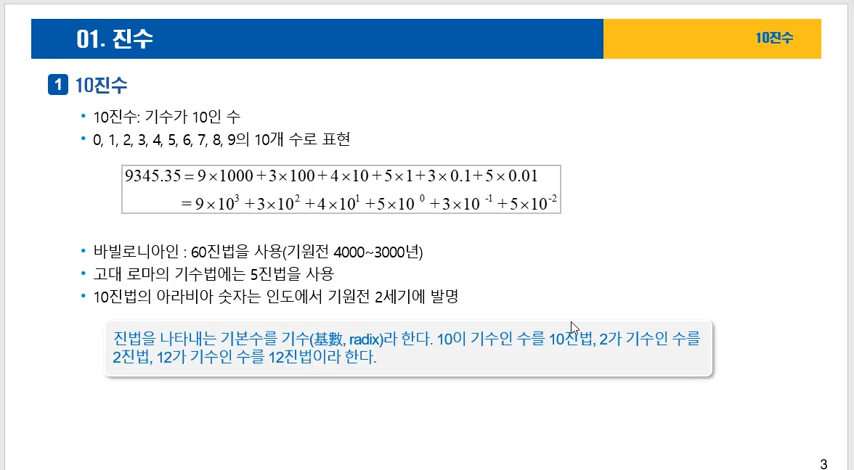 01. 진수
10진수
1 10진수
• 10진수: 기수가 10인 수
• 0, 1, 2, 3, 4, 5, 6, 7, 8, 9의 10개 수로 표현
9345.35 = 9×1000+3×100+4×10+5×1+3×0.1+5×0.01
= 9×10³ +3×10² +4×10¹ +5×10⁰ +3×10⁻¹ +5×10⁻²
• 바빌로니아인 : 60진법을 사용(기원전 4000~3000년)
• 고대 로마의 기수법에는 5진법을 사용
• 10진법의 아라비아 숫자는 인도에서 기원전 2세기에 발명
진법을 나타내는 기본수를 기수(基數, radix)라 한다. 10이 기수인 수를 10진법, 2가 기수인 수를
2진법, 12가 기수인 수를 12진법이라 한다.
3